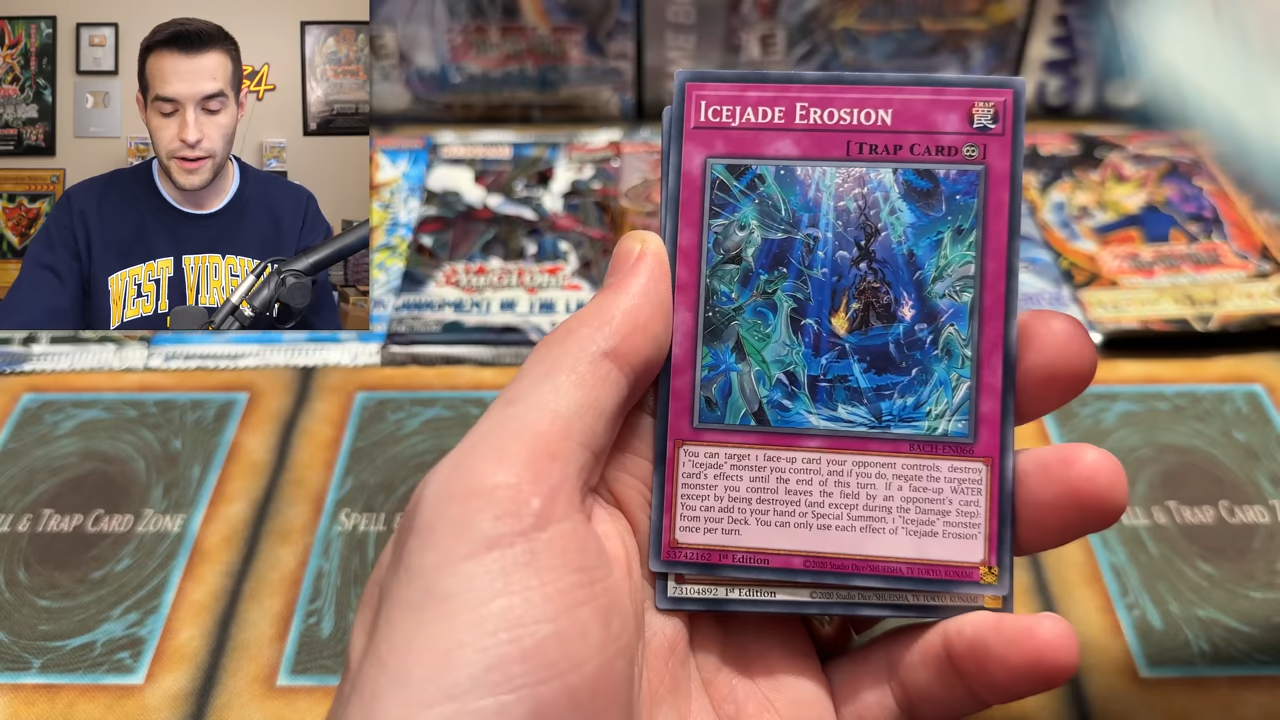 WEST VIRG
ICEJADE EROSION
TRAP
罠
[TRAP CARD ]
BACH-EN066
You can target 1 face-up card your opponent controls; destroy
1 "Icejade" monster you control, and if you do, negate the targeted
card's effects until the end of this turn. If a face-up WATER
monster you control leaves the field by an opponent's card,
except by being destroyed (and except during the Damage Step):
You can add to your hand or Special Summon, 1 "Icejade" monster
from your Deck. You can only use each effect of "Icejade Erosion"
once per turn.
53742162 1st Edition ©2020 Studio Dice/SHUEISHA, TV TOKYO, KONAMI
73104892 1st Edition ©2020 Studio Dice/SHUEISHA, TV TOKYO, KONAMI
LL & TRAP CARD ZONE
SPELL &
LL & TRAP CARD Z